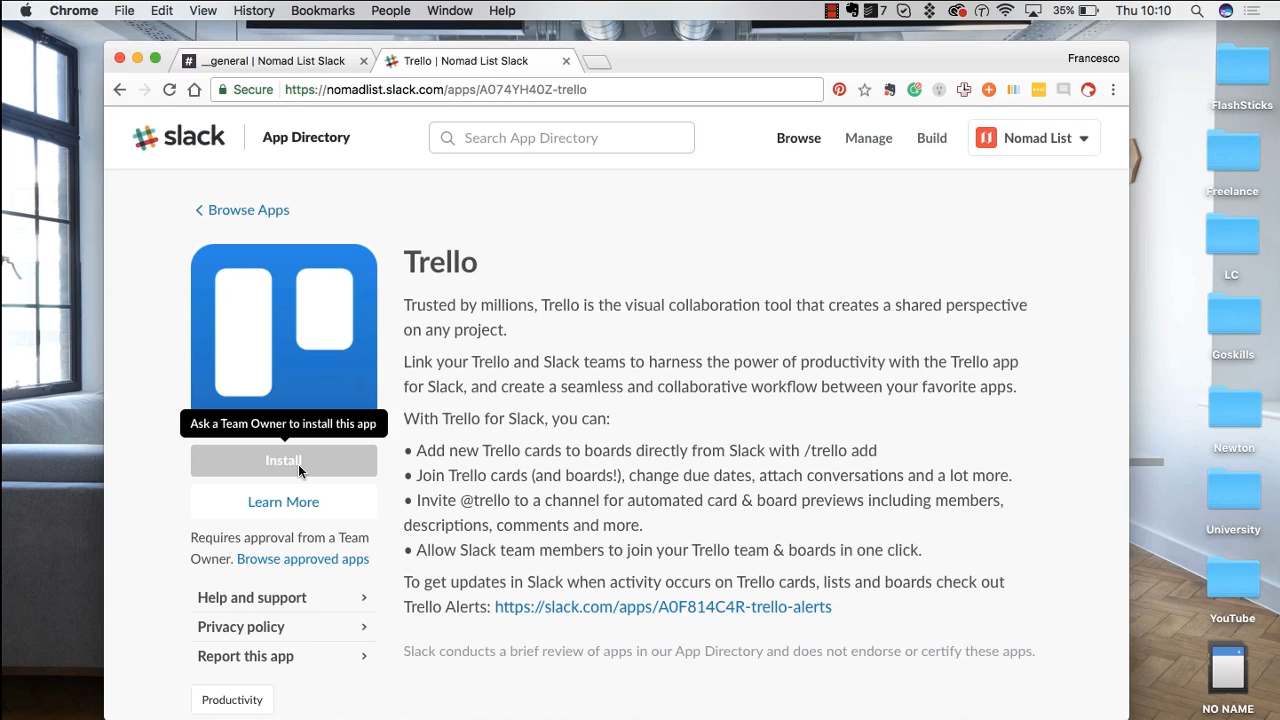 Chrome File Edit View History Bookmarks People Window Help 7 35% Thu 10:10
__general | Nomad List Slack Trello | Nomad List Slack Francesco
Secure https://nomadlist.slack.com/apps/A074YH40Z-trello
slack App Directory Search App Directory Browse Manage Build Nomad List
Browse Apps
Trello
Trusted by millions, Trello is the visual collaboration tool that creates a shared perspective
on any project.
Link your Trello and Slack teams to harness the power of productivity with the Trello app
for Slack, and create a seamless and collaborative workflow between your favorite apps.
With Trello for Slack, you can:
• Add new Trello cards to boards directly from Slack with /trello add
• Join Trello cards (and boards!), change due dates, attach conversations and a lot more.
• Invite @trello to a channel for automated card & board previews including members,
descriptions, comments and more.
• Allow Slack team members to join your Trello team & boards in one click.
To get updates in Slack when activity occurs on Trello cards, lists and boards check out
Trello Alerts: https://slack.com/apps/A0F814C4R-trello-alerts
Slack conducts a brief review of apps in our App Directory and does not endorse or certify these apps.
Ask a Team Owner to install this app
Install
Learn More
Requires approval from a Team
Owner. Browse approved apps
Help and support
Privacy policy
Report this app
Productivity
FlashSticks
Freelance
LC
Goskills
Newton
University
YouTube
NO NAME